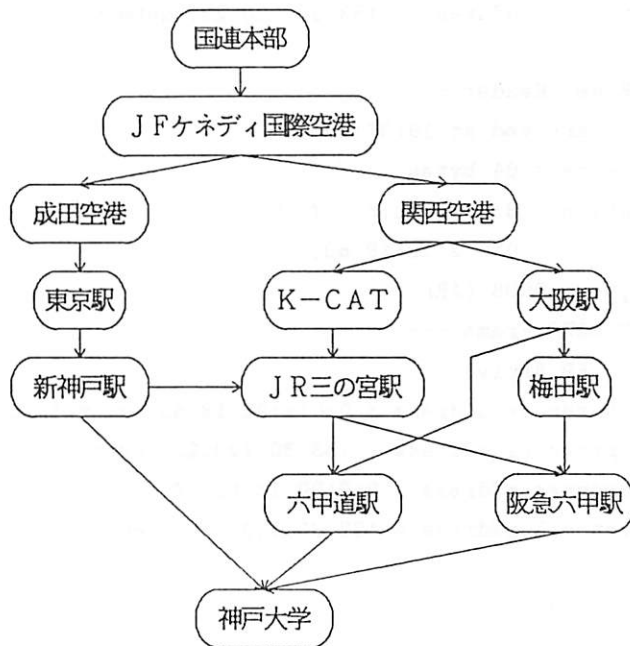 国連本部
ＪＦケネディ国際空港
成田空港
関西空港
東京駅
Ｋ－ＣＡＴ
大阪駅
新神戸駅
ＪＲ三の宮駅
梅田駅
六甲道駅
阪急六甲駅
神戸大学